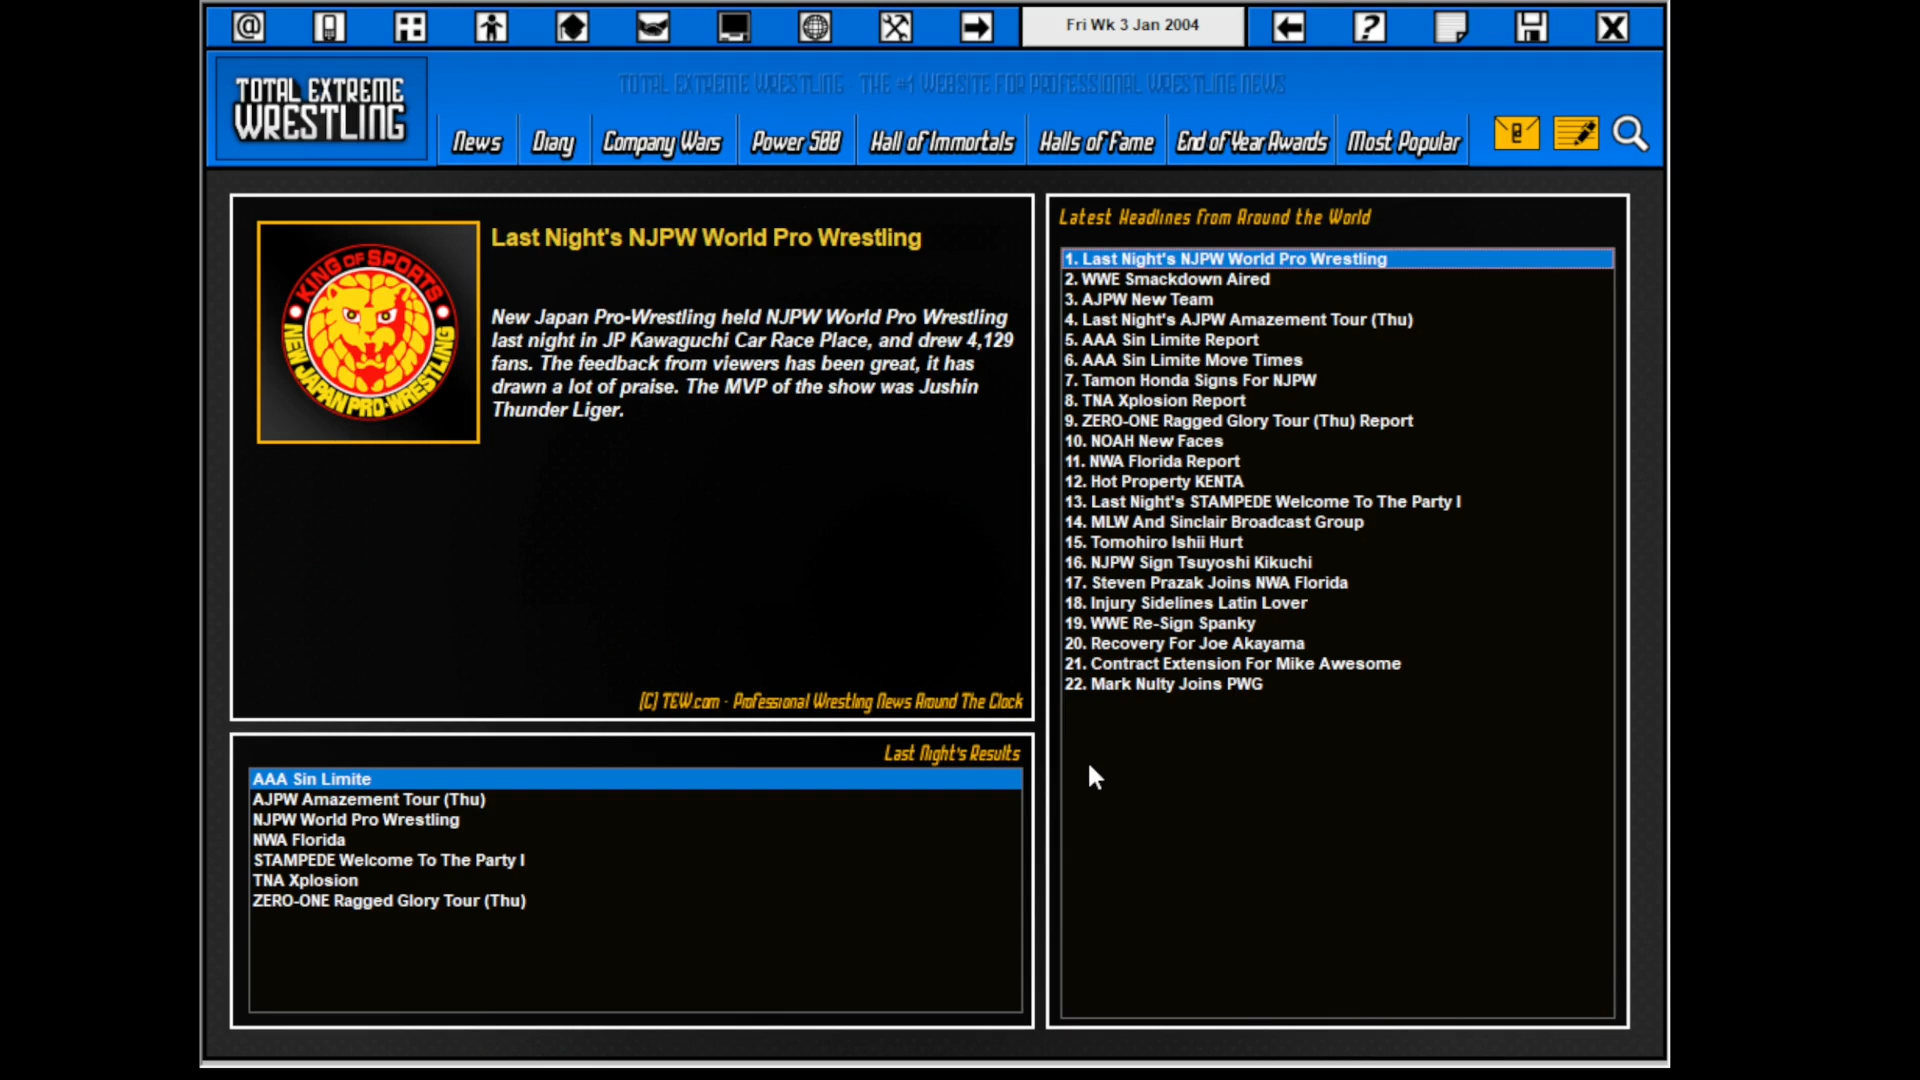 Fri Wk 3 Jan 2004
TOTAL EXTREME
WRESTLING
TOTAL EXTREME WRESTLING THE #1 WEBSITE FOR PROFESSIONAL WRESTLING NEWS
News
Diary
Company Wars
Power 500
Hall of Immortals
Halls of Fame
End of Year Awards
Most Popular
KING OF SPORTS
NEW JAPAN PRO-WRESTLING
Last Night's NJPW World Pro Wrestling
New Japan Pro-Wrestling held NJPW World Pro Wrestling
last night in JP Kawaguchi Car Race Place, and drew 4,129
fans. The feedback from viewers has been great, it has
drawn a lot of praise. The MVP of the show was Jushin
Thunder Liger.
(C) TEW.com - Professional Wrestling News Around The Clock
Last Night's Results
AAA Sin Limite
AJPW Amazement Tour (Thu)
NJPW World Pro Wrestling
NWA Florida
STAMPEDE Welcome To The Party I
TNA Xplosion
ZERO-ONE Ragged Glory Tour (Thu)
Latest Headlines From Around the World
1. Last Night's NJPW World Pro Wrestling
2. WWE Smackdown Aired
3. AJPW New Team
4. Last Night's AJPW Amazement Tour (Thu)
5. AAA Sin Limite Report
6. AAA Sin Limite Move Times
7. Tamon Honda Signs For NJPW
8. TNA Xplosion Report
9. ZERO-ONE Ragged Glory Tour (Thu) Report
10. NOAH New Faces
11. NWA Florida Report
12. Hot Property KENTA
13. Last Night's STAMPEDE Welcome To The Party I
14. MLW And Sinclair Broadcast Group
15. Tomohiro Ishii Hurt
16. NJPW Sign Tsuyoshi Kikuchi
17. Steven Prazak Joins NWA Florida
18. Injury Sidelines Latin Lover
19. WWE Re-Sign Spanky
20. Recovery For Joe Akayama
21. Contract Extension For Mike Awesome
22. Mark Nulty Joins PWG